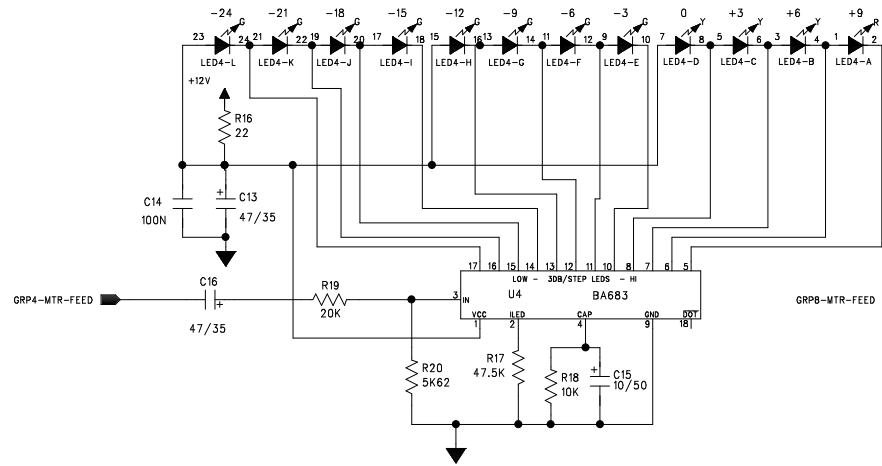 -24 -21 -18 -15 -12 -9 -6 -3 0 +3 +6 +9
G G G G G G G G Y Y Y R
23 24 21 22 19 20 17 18 15 16 13 14 11 12 9 10 7 8 5 6 3 4 1 2
LED4-L LED4-K LED4-J LED4-I LED4-H LED4-G LED4-F LED4-E LED4-D LED4-C LED4-B LED4-A
+12V
R16
22
C14
100N
+ C13
47/35
17 16 15 14 13 12 11 10 8 7 6 5
LOW - 3DB/STEP LEDS - HI
U4 BA683
GRP4-MTR-FEED
C16
+
47/35
R19
20K
3 IN
GRP8-MTR-FEED
VCC ILED CAP GND DOT
1 2 4 9 18
R20
5K62
R17
47.5K
R18
10K
+ C15
10/50